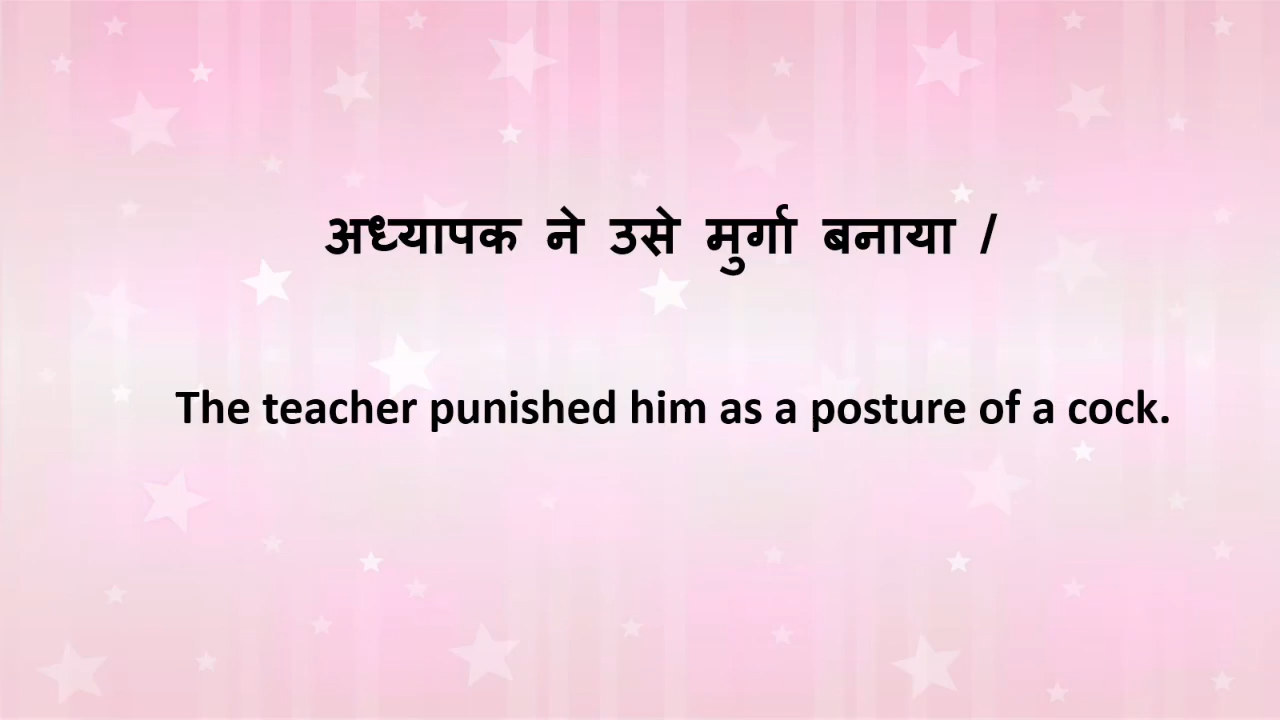 अध्यापक ने उसे मुर्गा बनाया /
The teacher punished him as a posture of a cock.